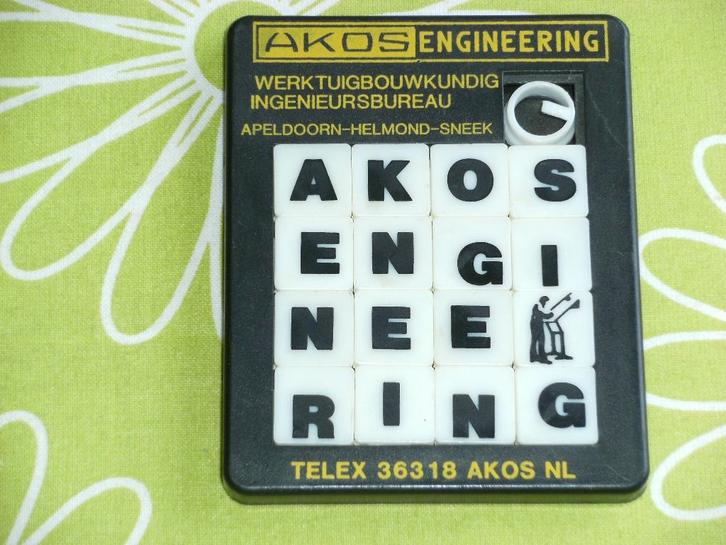 AKOS ENGINEERING
WERKTUIGBOUWKUNDIG
INGENIEURSBUREAU
APELDOORN-HELMOND-SNEEK
A K O S
E N G I
N E E
R I N G
TELEX 36318 AKOS NL